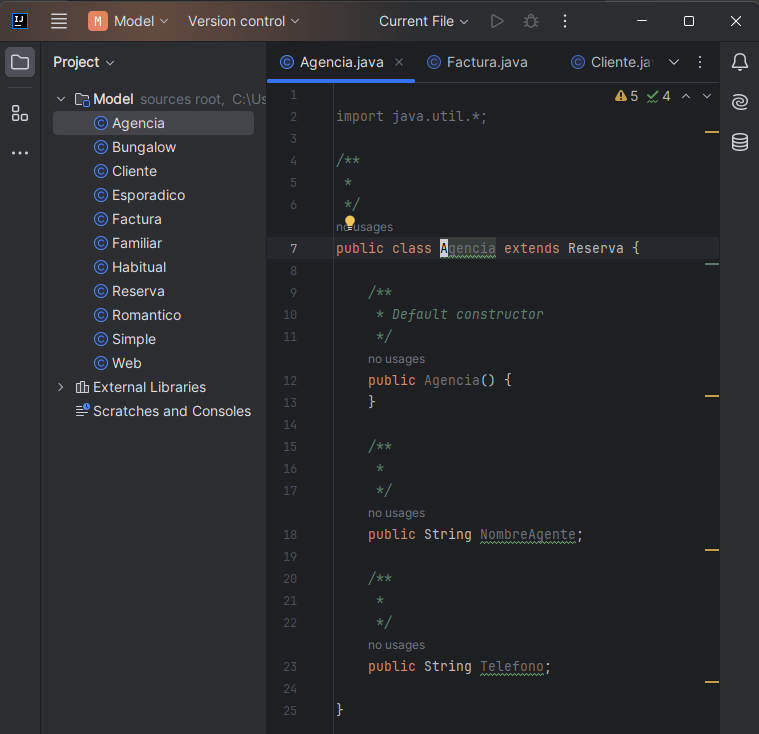 IJ
M Model Version control Current File
Project
Model sources root, C:\Us
Agencia
Bungalow
Cliente
Esporadico
Factura
Familiar
Habitual
Reserva
Romantico
Simple
Web
External Libraries
Scratches and Consoles
Agencia.java Factura.java Cliente.ja
5 4
1
2 import java.util.*;
3
4 /**
5 *
6 */
no usages
7 public class Agencia extends Reserva {
8
9 /**
10 * Default constructor
11 */
no usages
12 public Agencia() {
13 }
14
15 /**
16 *
17 */
no usages
18 public String NombreAgente;
19
20 /**
21 *
22 */
no usages
23 public String Telefono;
24
25 }